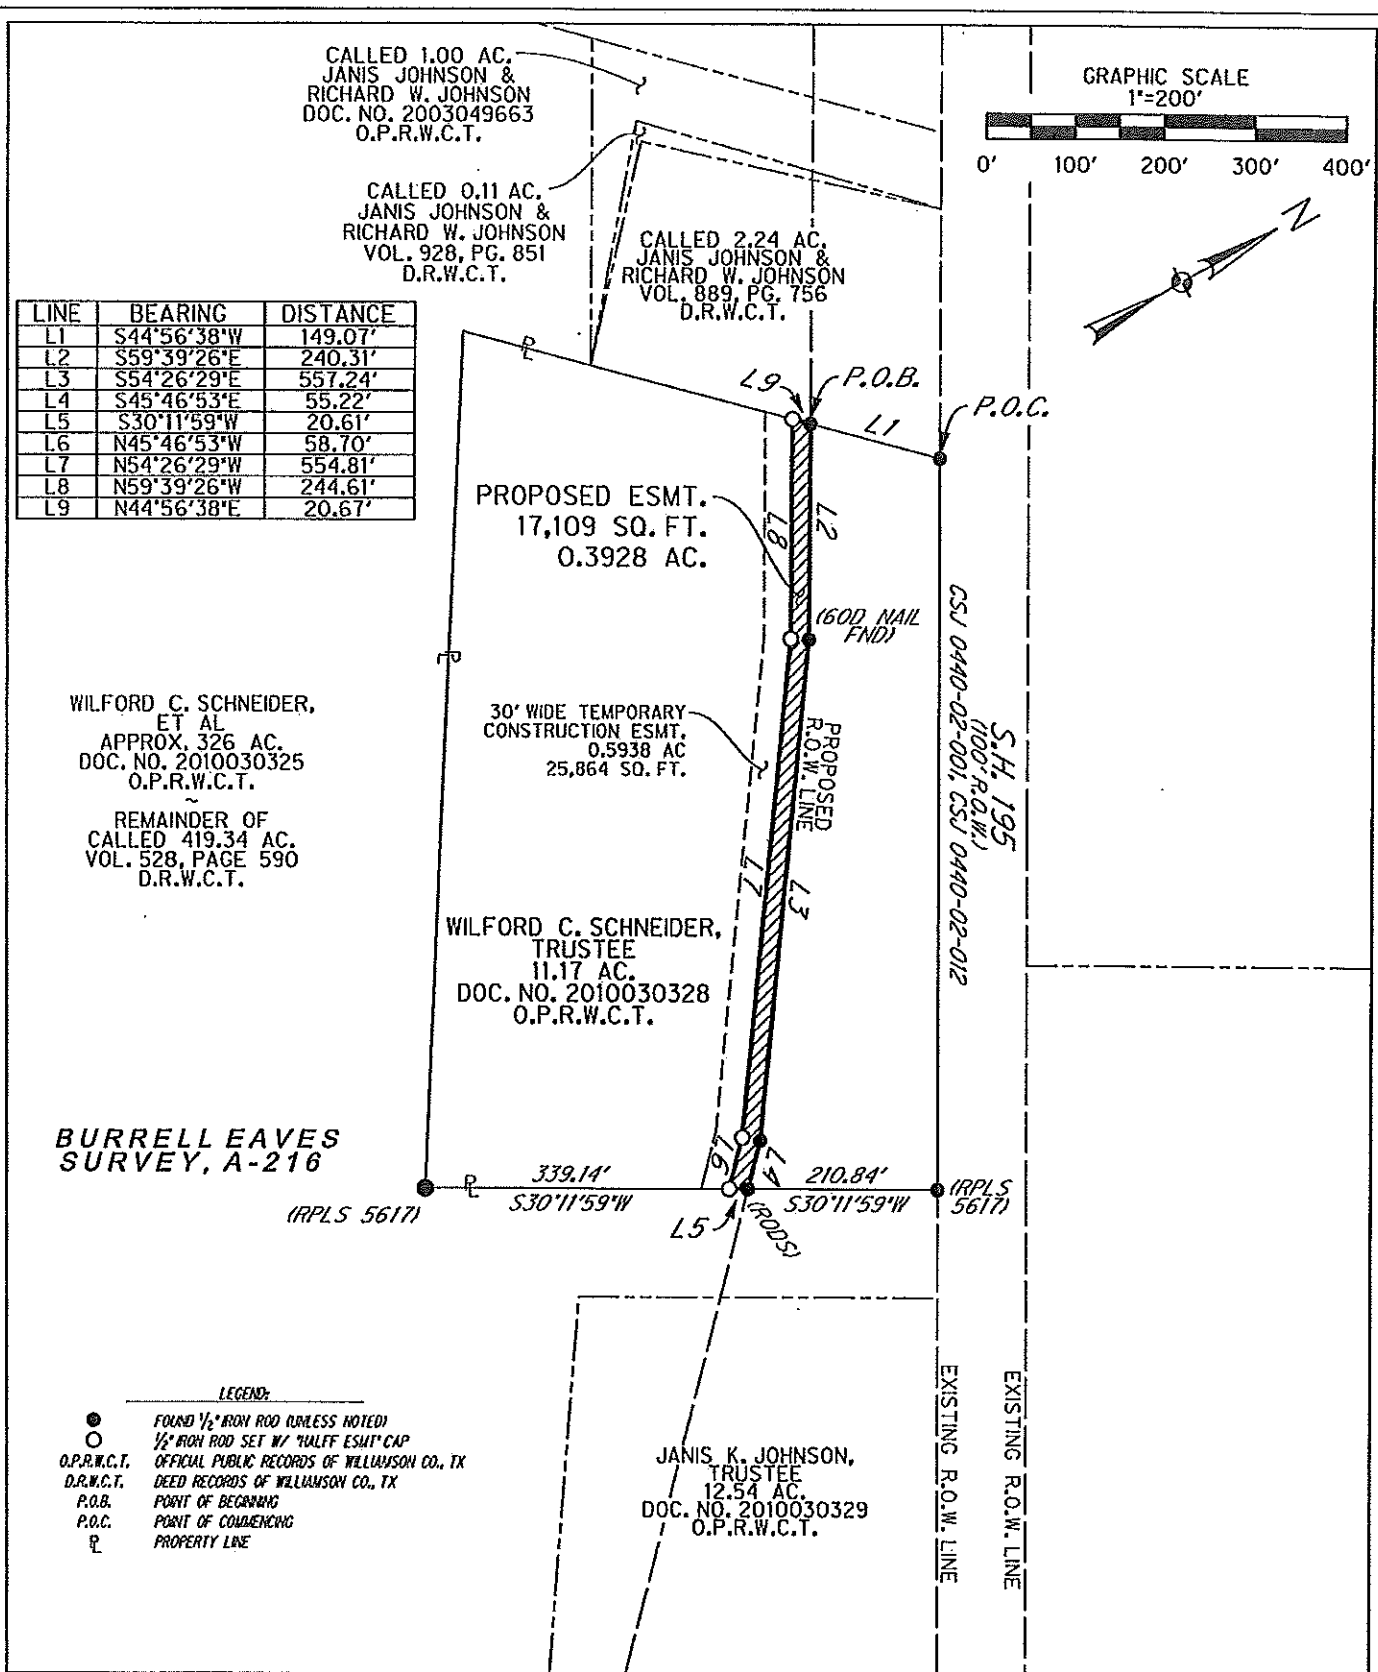 CALLED 1.00 AC.
JANIS JOHNSON &
RICHARD W. JOHNSON
DOC. NO. 2003049663
O.P.R.W.C.T.
GRAPHIC SCALE
1"=200'
0' 100' 200' 300' 400'
N
CALLED 0.11 AC.
JANIS JOHNSON &
RICHARD W. JOHNSON
VOL. 928, PG. 851
D.R.W.C.T.
CALLED 2.24 AC.
JANIS JOHNSON &
RICHARD W. JOHNSON
VOL. 889, PG. 756
D.R.W.C.T.
LINE BEARING DISTANCE
L1 S44°56'38"W 149.07'
L2 S59°39'26"E 240.31'
L3 S54°26'29"E 557.24'
L4 S45°46'53"E 55.22'
L5 S30°11'59"W 20.61'
L6 N45°46'53"W 58.70'
L7 N54°26'29"W 554.81'
L8 N59°39'26"W 244.61'
L9 N44°56'38"E 20.67'
PL
L9
P.O.B.
L1
P.O.C.
PROPOSED ESMT.
17,109 SQ. FT.
0.3928 AC.
L8
L2
(60D NAIL
FND)
CSJ 0440-02-001, CSJ 0440-02-012
S.H. 195
(100' R.O.W.)
PL
WILFORD C. SCHNEIDER,
ET AL
APPROX. 326 AC.
DOC. NO. 2010030325
O.P.R.W.C.T.
~
REMAINDER OF
CALLED 419.34 AC.
VOL. 528, PAGE 590
D.R.W.C.T.
30' WIDE TEMPORARY
CONSTRUCTION ESMT.
0.5938 AC
25,864 SQ. FT.
PROPOSED
R.O.W. LINE
L7
L3
WILFORD C. SCHNEIDER,
TRUSTEE
11.17 AC.
DOC. NO. 2010030328
O.P.R.W.C.T.
BURRELL EAVES
SURVEY, A-216
L6
L4
PL
339.14'
S30°11'59"W
210.84'
S30°11'59"W
(RPLS 5617)
L5
(RODS)
(RPLS
5617)
EXISTING R.O.W. LINE
EXISTING R.O.W. LINE
LEGEND:
FOUND 1/2" IRON ROD (UNLESS NOTED)
1/2" IRON ROD SET W/ "HALFF ESMT" CAP
O.P.R.W.C.T. OFFICIAL PUBLIC RECORDS OF WILLIAMSON CO., TX
D.R.W.C.T. DEED RECORDS OF WILLIAMSON CO., TX
P.O.B. POINT OF BEGINNING
P.O.C. POINT OF COMMENCING
PL PROPERTY LINE
JANIS K. JOHNSON,
TRUSTEE
12.54 AC.
DOC. NO. 2010030329
O.P.R.W.C.T.